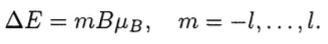 ΔE = mBμ_B,   m = −l, . . . , l.